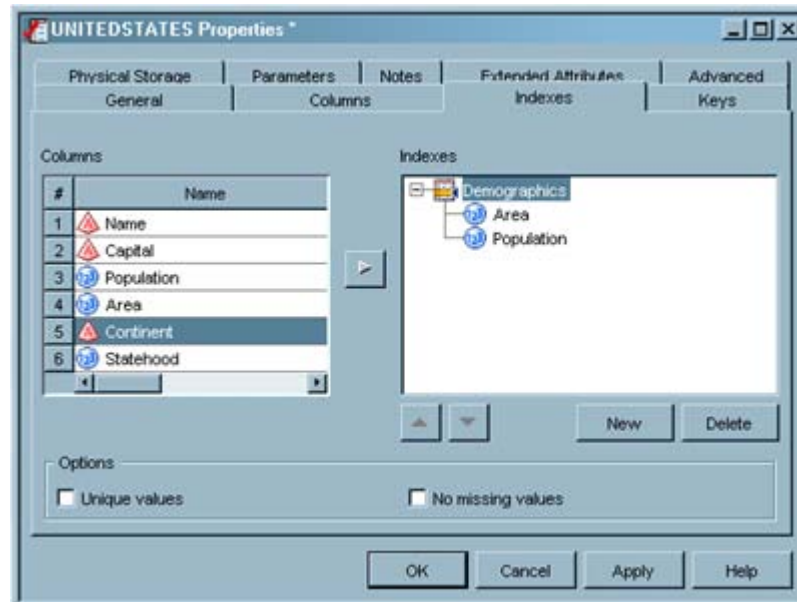 UNITEDSTATES Properties *
Physical Storage Parameters Notes Extended Attributes Advanced
General Columns Indexes Keys
Columns
# Name
1 Name
2 Capital
3 Population
4 Area
5 Continent
6 Statehood
Indexes
Demographics
Area
Population
New Delete
Options
Unique values No missing values
OK Cancel Apply Help